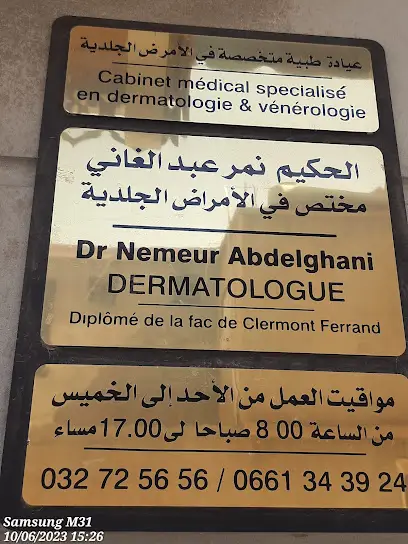 عيادة طبية متخصصة في الامرض الجلدية
Cabinet médical specialisé
en dermatologie & vénérologie
الحكيم نمر عبد الغاني
مختص في الأمراض الجلدية
Dr Nemeur Abdelghani
DERMATOLOGUE
Diplômé de la fac de Clermont Ferrand
مواقيت العمل من الأحد إلى الخميس
من الساعة 00 8 صباحا لى 17.00 مساء
032 72 56 56 / 0661 34 39 24
Samsung M31
10/06/2023 15:26